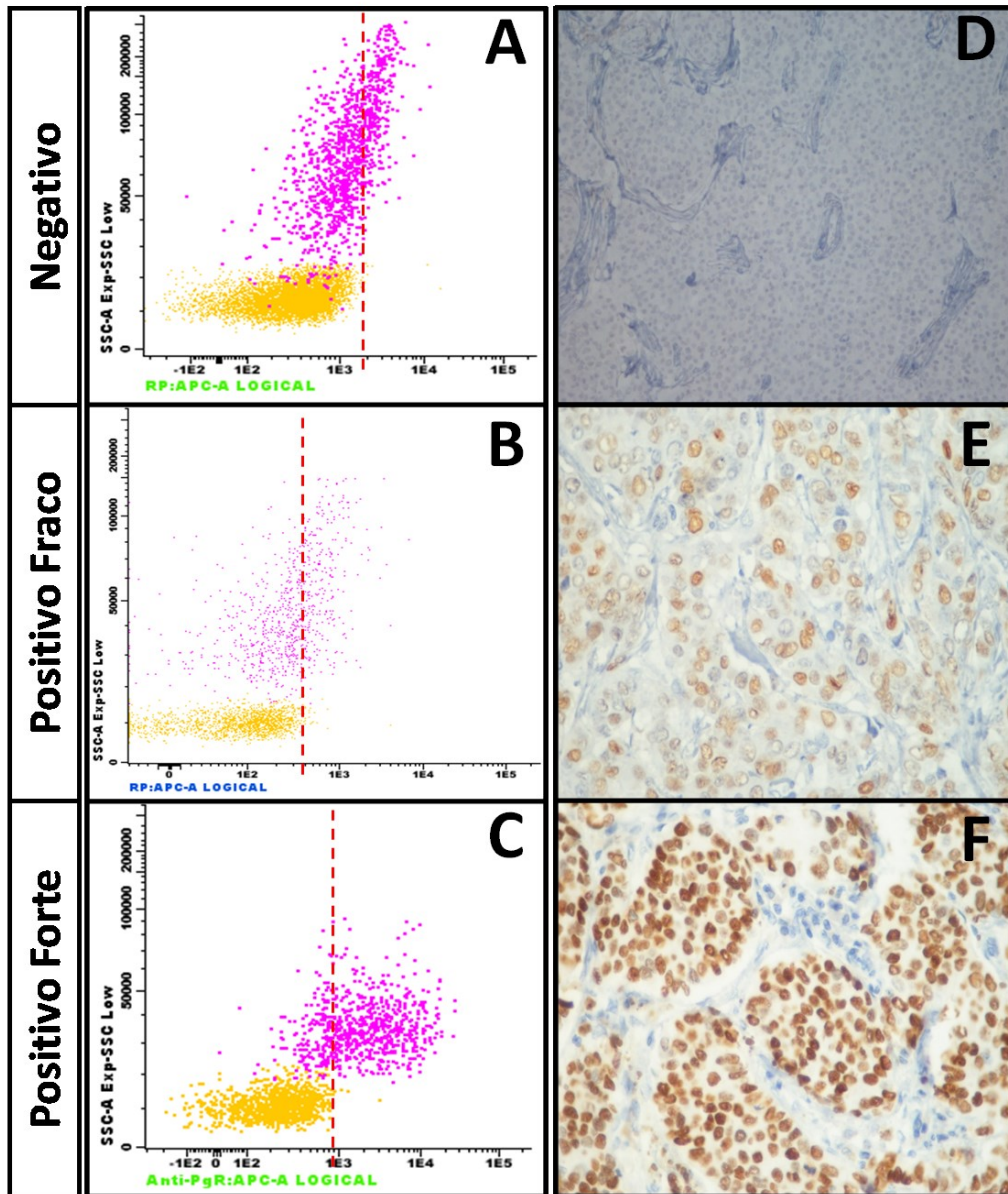 Negativo
A
SSC-A Exp-SSC Low
200000
100000
50000
0
-1E2
1E2
1E3
1E4
1E5
RP:APC-A LOGICAL
D
Positivo Fraco
B
SSC-A Exp-SSC Low
200000
100000
50000
0
0
1E2
1E3
1E4
1E5
RP:APC-A LOGICAL
E
Positivo Forte
C
SSC-A Exp-SSC Low
200000
100000
50000
0
-1E2
0
1E2
1E3
1E4
1E5
Anti-PgR:APC-A LOGICAL
F